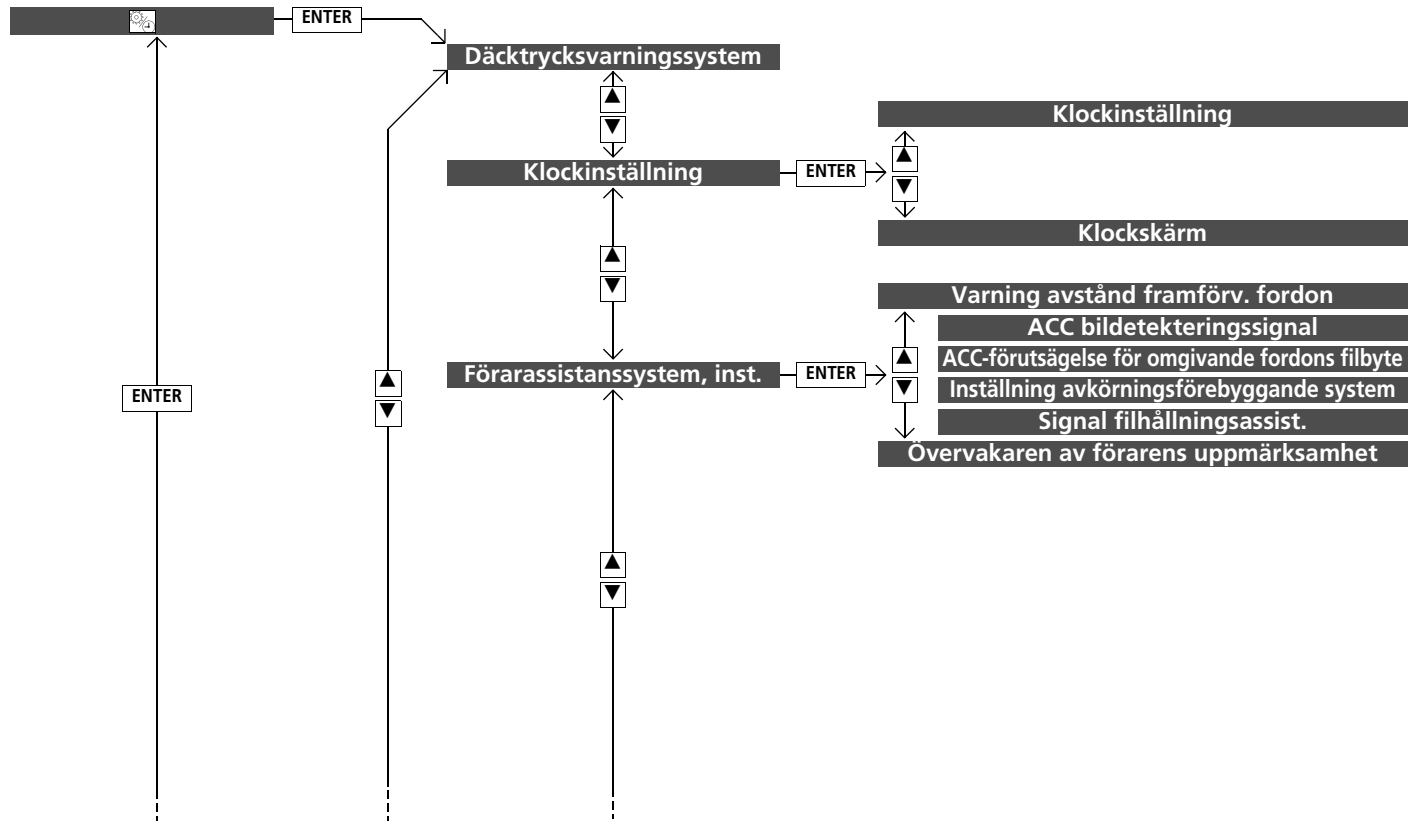 ENTER
Däcktrycksvarningssystem
▲
▼
Klockinställning
ENTER
Klockinställning
▲
▼
Klockskärm
▲
▼
Förarassistanssystem, inst.
ENTER
Varning avstånd framförv. fordon
ACC bildetekteringssignal
▲
ACC-förutsägelse för omgivande fordons filbyte
▼
Inställning avkörningsförebyggande system
Signal filhållningsassist.
Övervakaren av förarens uppmärksamhet
ENTER
▲
▼
▲
▼